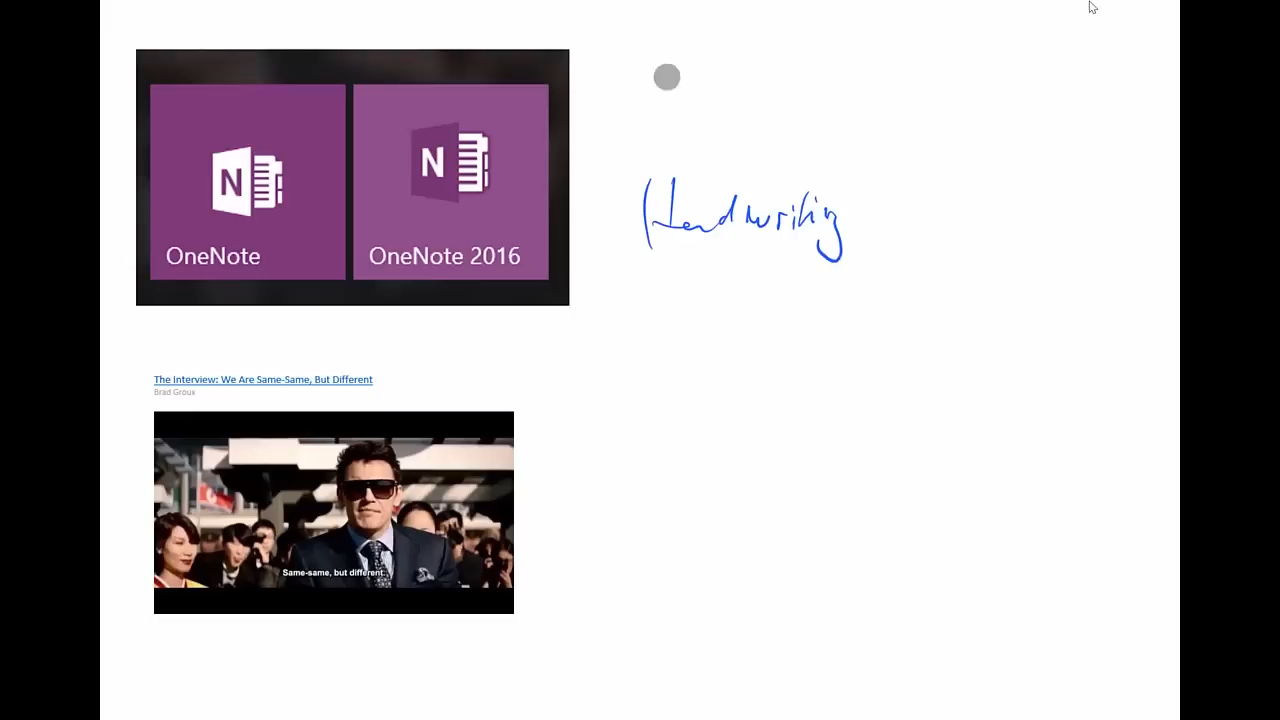 N
OneNote
N
OneNote 2016
Handwriting
The Interview: We Are Same-Same, But Different
Brad Groux
Same-same, but different.